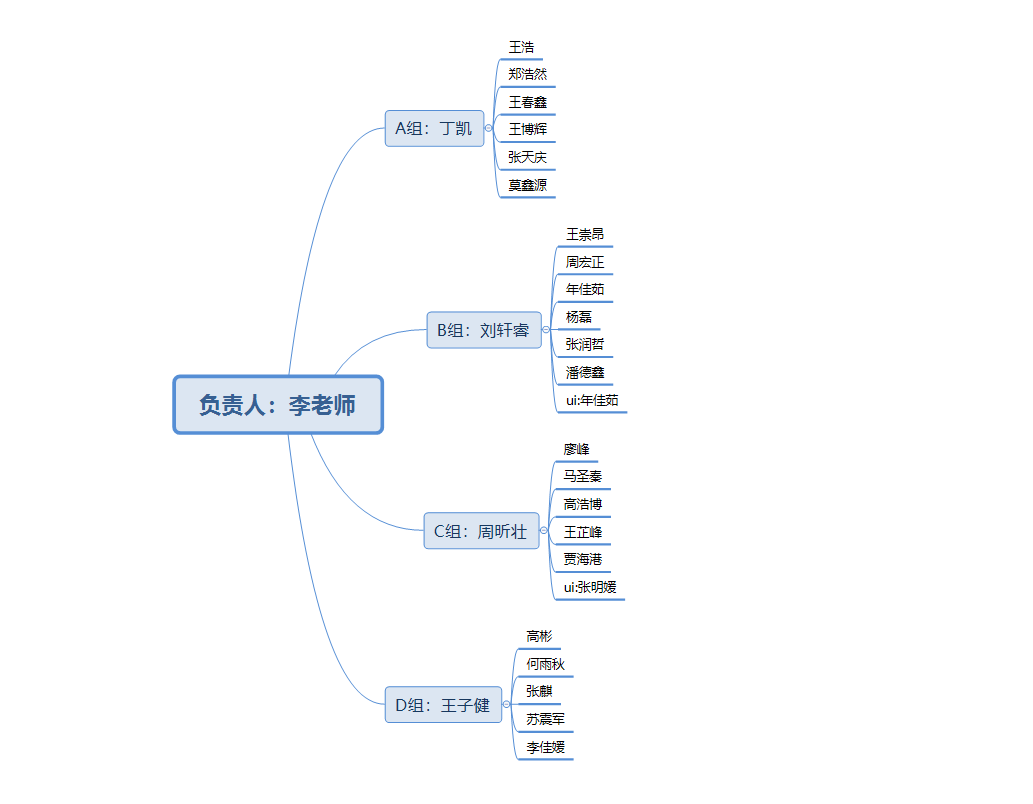 负责人：李老师
A组：丁凯
王浩
郑浩然
王春鑫
王博辉
张天庆
莫鑫源
B组：刘轩睿
王崇昂
周宏正
年佳茹
杨磊
张润哲
潘德鑫
ui:年佳茹
C组：周昕壮
廖峰
马圣秦
高浩博
王芷峰
贾海港
ui:张明媛
D组：王子健
高彬
何雨秋
张麒
苏震军
李佳媛